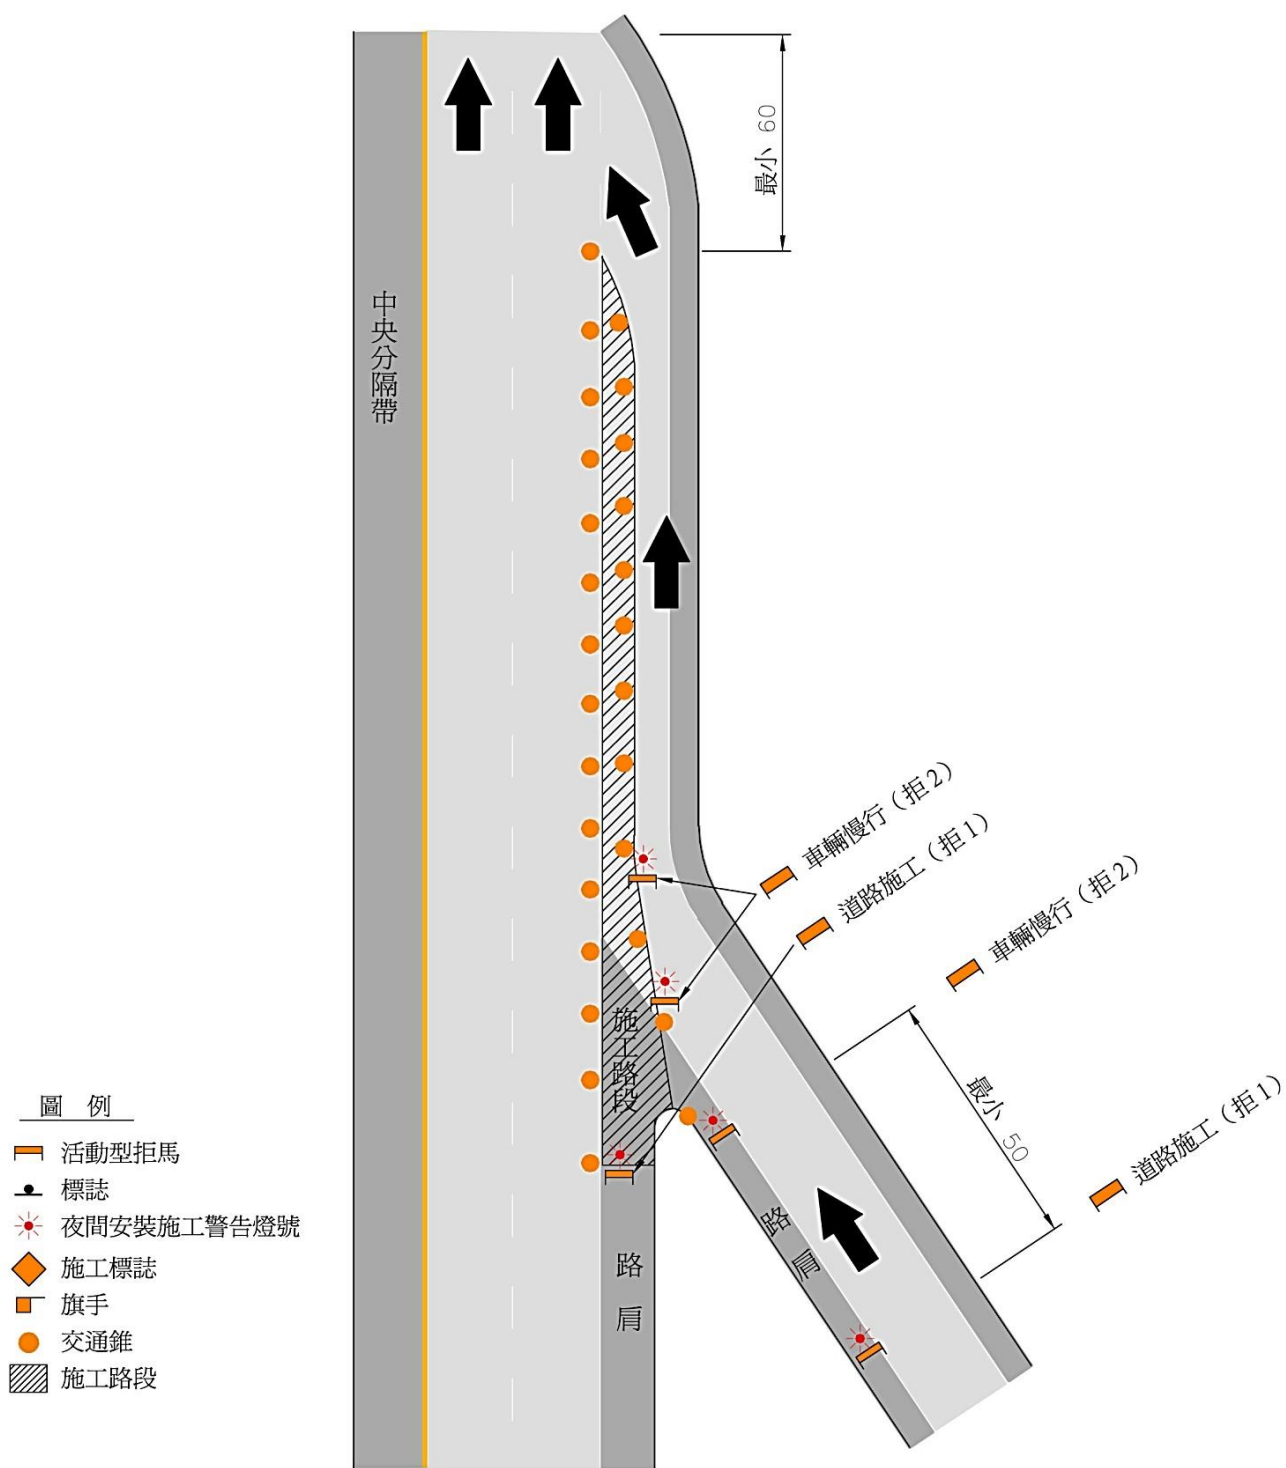 最小 60
中央分隔帶
車輛慢行（拒2）
道路施工（拒1）
車輛慢行（拒2）
最小 50
道路施工（拒1）
施工路段
路肩
路肩
圖 例
活動型拒馬
標誌
夜間安裝施工警告燈號
施工標誌
旗手
交通錐
施工路段